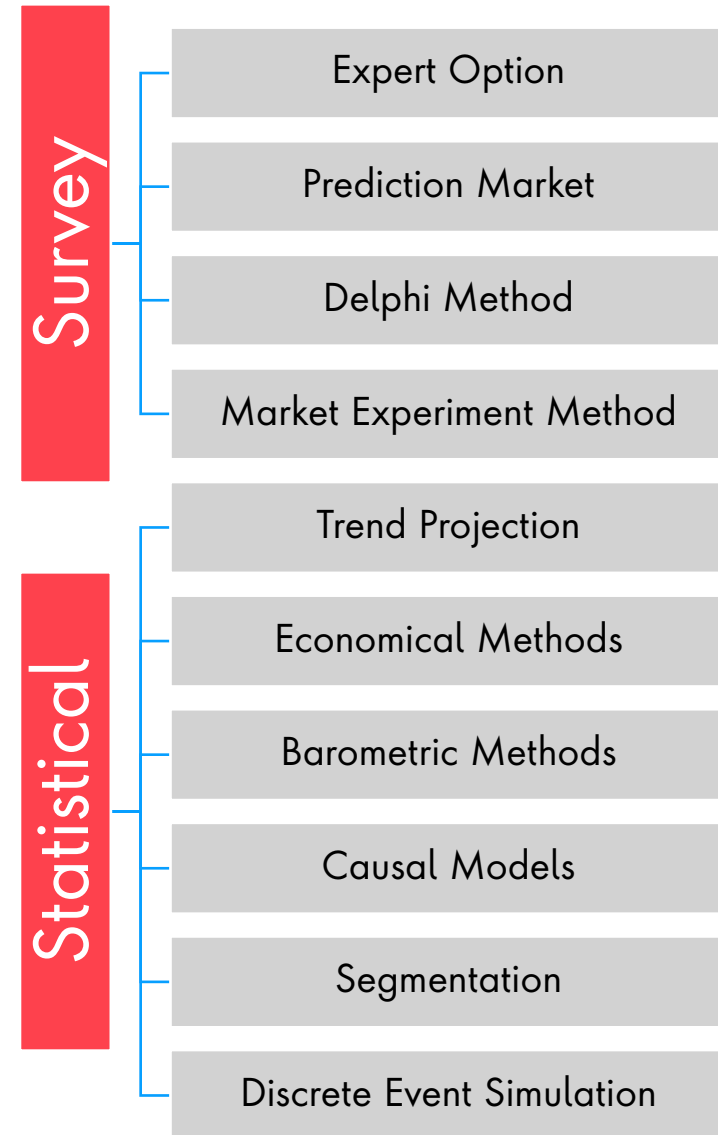 Survey
Expert Option
Prediction Market
Delphi Method
Market Experiment Method
Statistical
Trend Projection
Economical Methods
Barometric Methods
Causal Models
Segmentation
Discrete Event Simulation